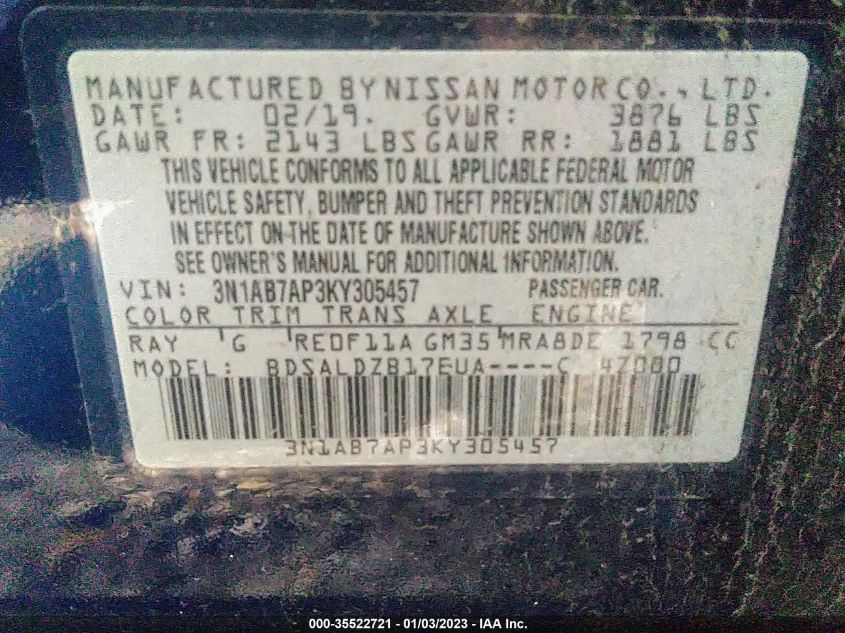 MANUFACTURED BY NISSAN MOTOR CO., LTD.
DATE: 02/19. GVWR: 3876 LBS
GAWR FR: 2143 LBS GAWR RR: 1881 LBS
THIS VEHICLE CONFORMS TO ALL APPLICABLE FEDERAL MOTOR
VEHICLE SAFETY, BUMPER AND THEFT PREVENTION STANDARDS
IN EFFECT ON THE DATE OF MANUFACTURE SHOWN ABOVE.
SEE OWNER'S MANUAL FOR ADDITIONAL INFORMATION.
VIN: 3N1AB7AP3KY305457 PASSENGER CAR.
COLOR TRIM TRANS AXLE ENGINE
RAY G RE0F11A GM35 MRA8DE 1798 CC
MODEL: BDSALDZB17EUA----C 4Z080
3N1AB7AP3KY305457
000-35522721 - 01/03/2023 - IAA Inc.